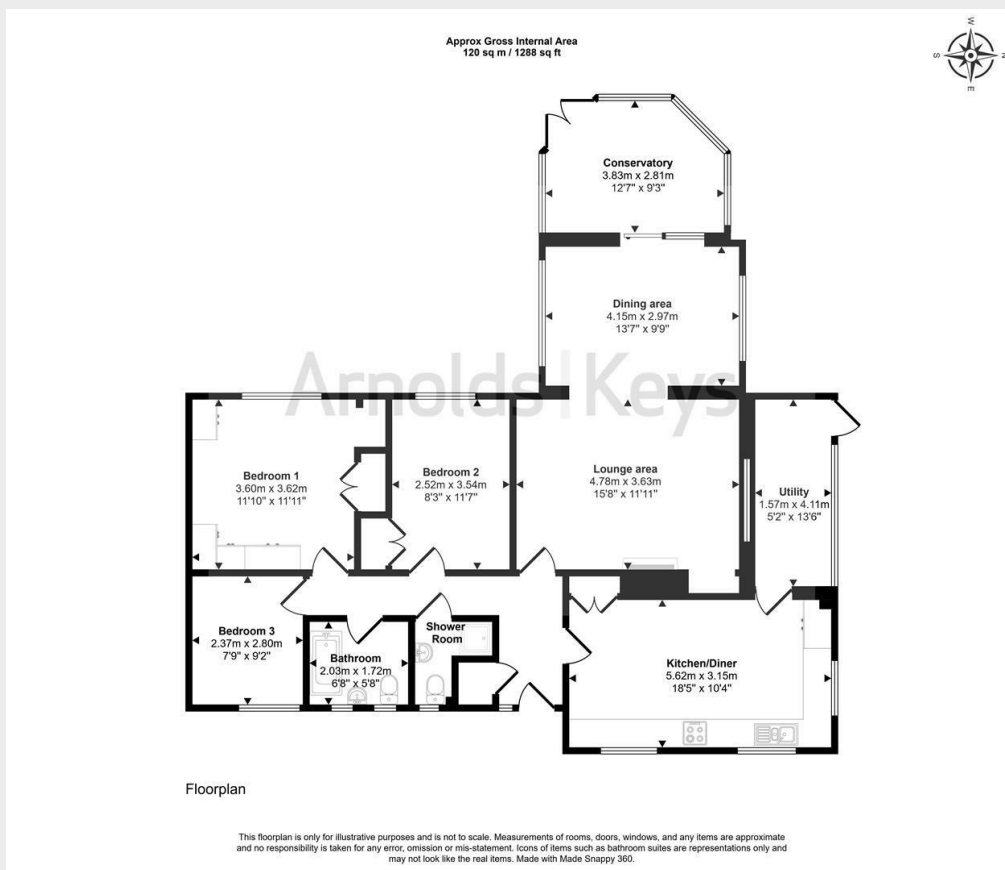 Approx Gross Internal Area
120 sq m / 1288 sq ft
W
S
N
E
Conservatory
3.83m x 2.81m
12'7" x 9'3"
Dining area
4.15m x 2.97m
13'7" x 9'9"
Arnolds | Keys
Bedroom 1
3.60m x 3.62m
11'10" x 11'11"
Bedroom 2
2.52m x 3.54m
8'3" x 11'7"
Lounge area
4.78m x 3.63m
15'8" x 11'11"
Utility
1.57m x 4.11m
5'2" x 13'6"
Bedroom 3
2.37m x 2.80m
7'9" x 9'2"
Bathroom
2.03m x 1.72m
6'8" x 5'8"
Shower
Room
Kitchen/Diner
5.62m x 3.15m
18'5" x 10'4"
Floorplan
This floorplan is only for illustrative purposes and is not to scale. Measurements of rooms, doors, windows, and any items are approximate
and no responsibility is taken for any error, omission or mis-statement. Icons of items such as bathroom suites are representations only and
may not look like the real items. Made with Made Snappy 360.